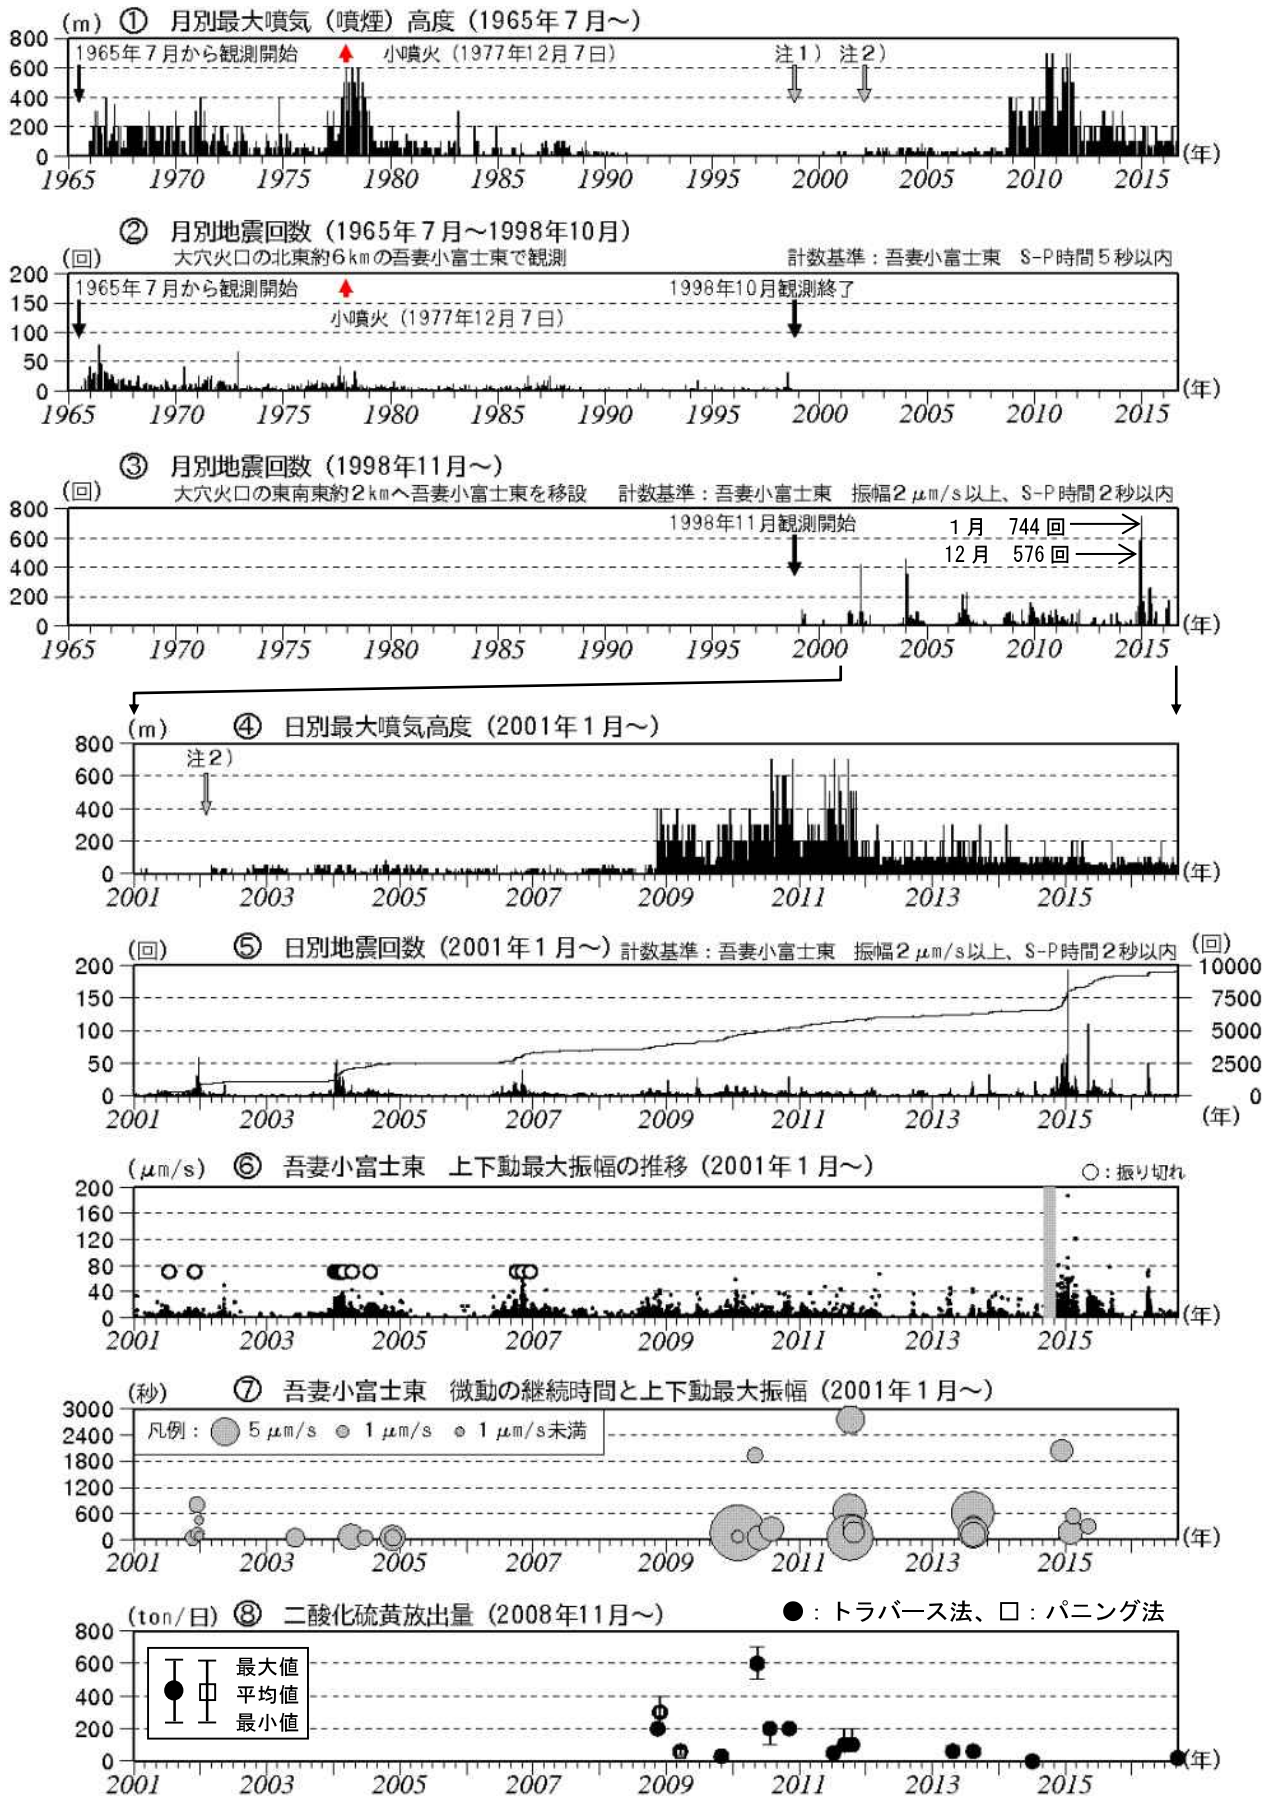 (m) ① 月別最大噴気（噴煙）高度（1965年７月～）
800
1965年７月から観測開始 小噴火（1977年12月７日） 注１） 注２）
600
400
200
0
(年)
1965 1970 1975 1980 1985 1990 1995 2000 2005 2010 2015
② 月別地震回数（1965年７月～1998年10月）
(回) 大穴火口の北東約６kmの吾妻小富士東で観測 計数基準：吾妻小富士東 S-P時間５秒以内
200
1965年７月から観測開始 1998年10月観測終了
150
小噴火（1977年12月７日）
100
50
0
(年)
1965 1970 1975 1980 1985 1990 1995 2000 2005 2010 2015
③ 月別地震回数（1998年11月～）
(回) 大穴火口の東南東約２kmへ吾妻小富士東を移設 計数基準：吾妻小富士東 振幅２μm/s以上、S-P時間２秒以内
800
1998年11月観測開始 １月 744回
600
12月 576回
400
200
0
(年)
1965 1970 1975 1980 1985 1990 1995 2000 2005 2010 2015
(m) ④ 日別最大噴気高度（2001年１月～）
800
注２）
600
400
200
0
(年)
2001 2003 2005 2007 2009 2011 2013 2015
(回) ⑤ 日別地震回数（2001年１月～） 計数基準：吾妻小富士東 振幅２μm/s以上、S-P時間２秒以内 (回)
200 10000
150 7500
100 5000
50 2500
0 0
2001 2003 2005 2007 2009 2011 2013 2015 (年)
(μm/s) ⑥ 吾妻小富士東 上下動最大振幅の推移（2001年１月～） ○：振り切れ
200
160
120
80
40
0
(年)
2001 2003 2005 2007 2009 2011 2013 2015
(秒) ⑦ 吾妻小富士東 微動の継続時間と上下動最大振幅（2001年１月～）
3000
凡例： 5 μm/s 1 μm/s 1 μm/s未満
2400
1800
1200
600
0
(年)
2001 2003 2005 2007 2009 2011 2013 2015
(ton/日) ⑧ 二酸化硫黄放出量（2008年11月～） ●：トラバース法、□：パニング法
800
最大値
600
平均値
400
最小値
200
0
(年)
2001 2003 2005 2007 2009 2011 2013 2015